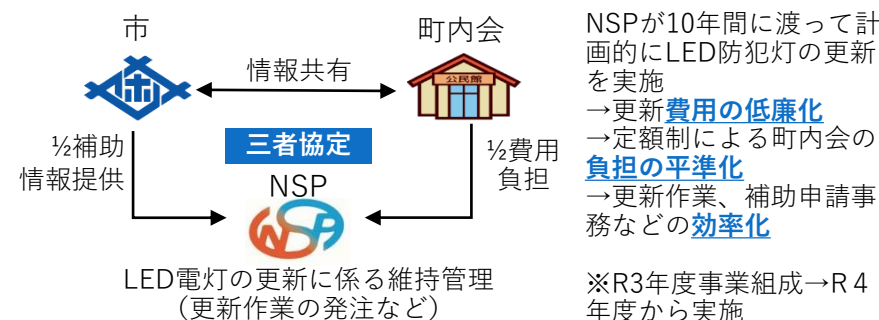 市
町内会
情報共有
公民館
½補助
情報提供
三者協定
½費用
負担
NSP
NSP
LED電灯の更新に係る維持管理
（更新作業の発注など）
NSPが10年間に渡って計
画的にLED防犯灯の更新
を実施
→更新費用の低廉化
→定額制による町内会の
負担の平準化
→更新作業、補助申請事
務などの効率化
※R3年度事業組成→R４
年度から実施